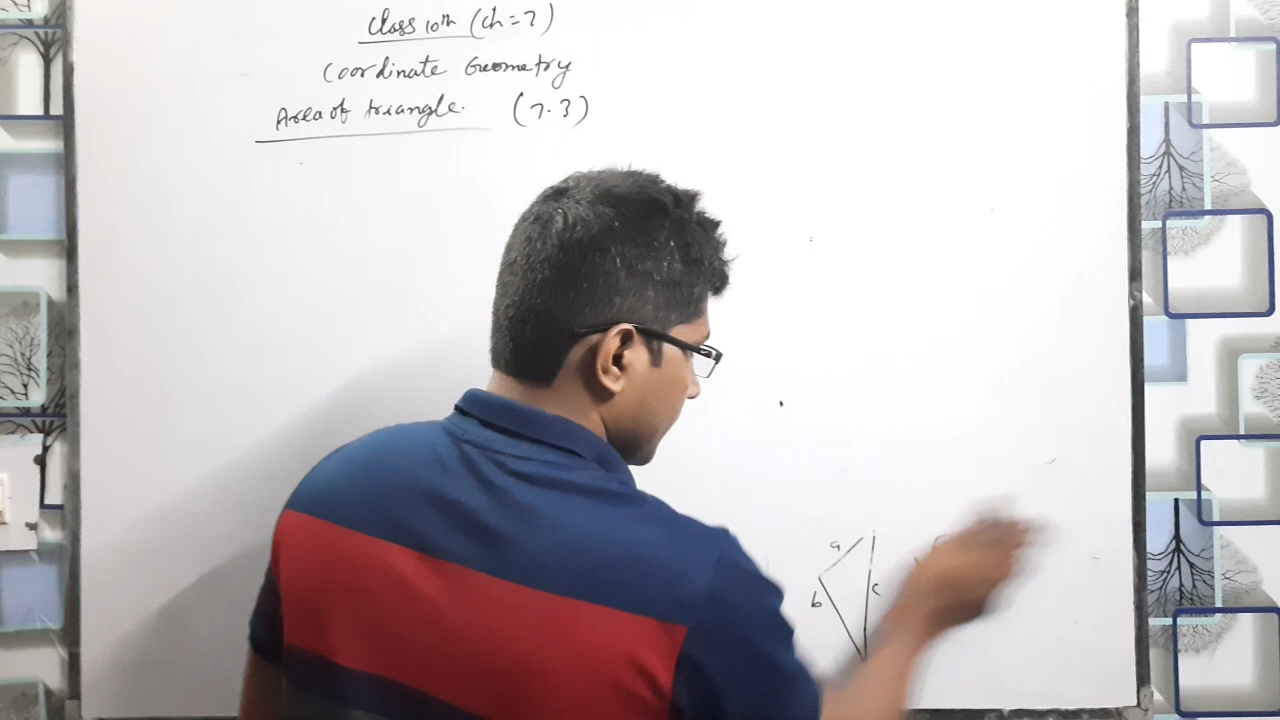 Class 10th (Ch=7)
Coordinate Geometry
Area of triangle. (7.3)
a
b
c